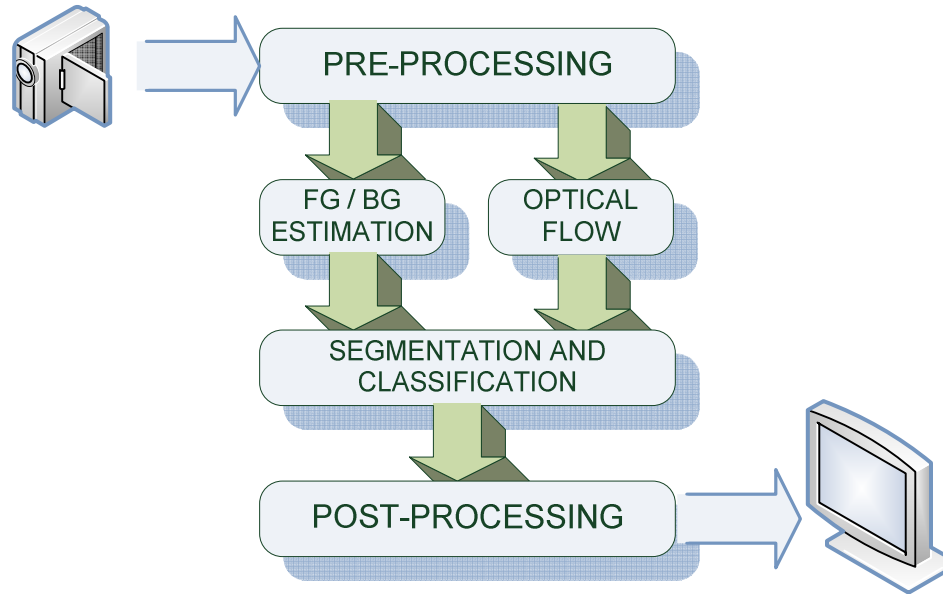 PRE-PROCESSING
FG / BG
ESTIMATION
OPTICAL
FLOW
SEGMENTATION AND
CLASSIFICATION
POST-PROCESSING